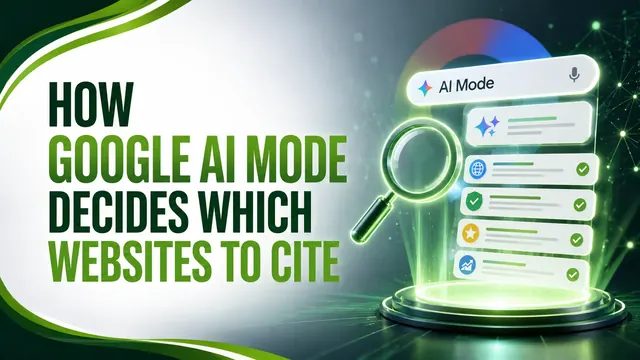 HOW
GOOGLE AI MODE
DECIDES WHICH
WEBSITES TO CITE
AI Mode